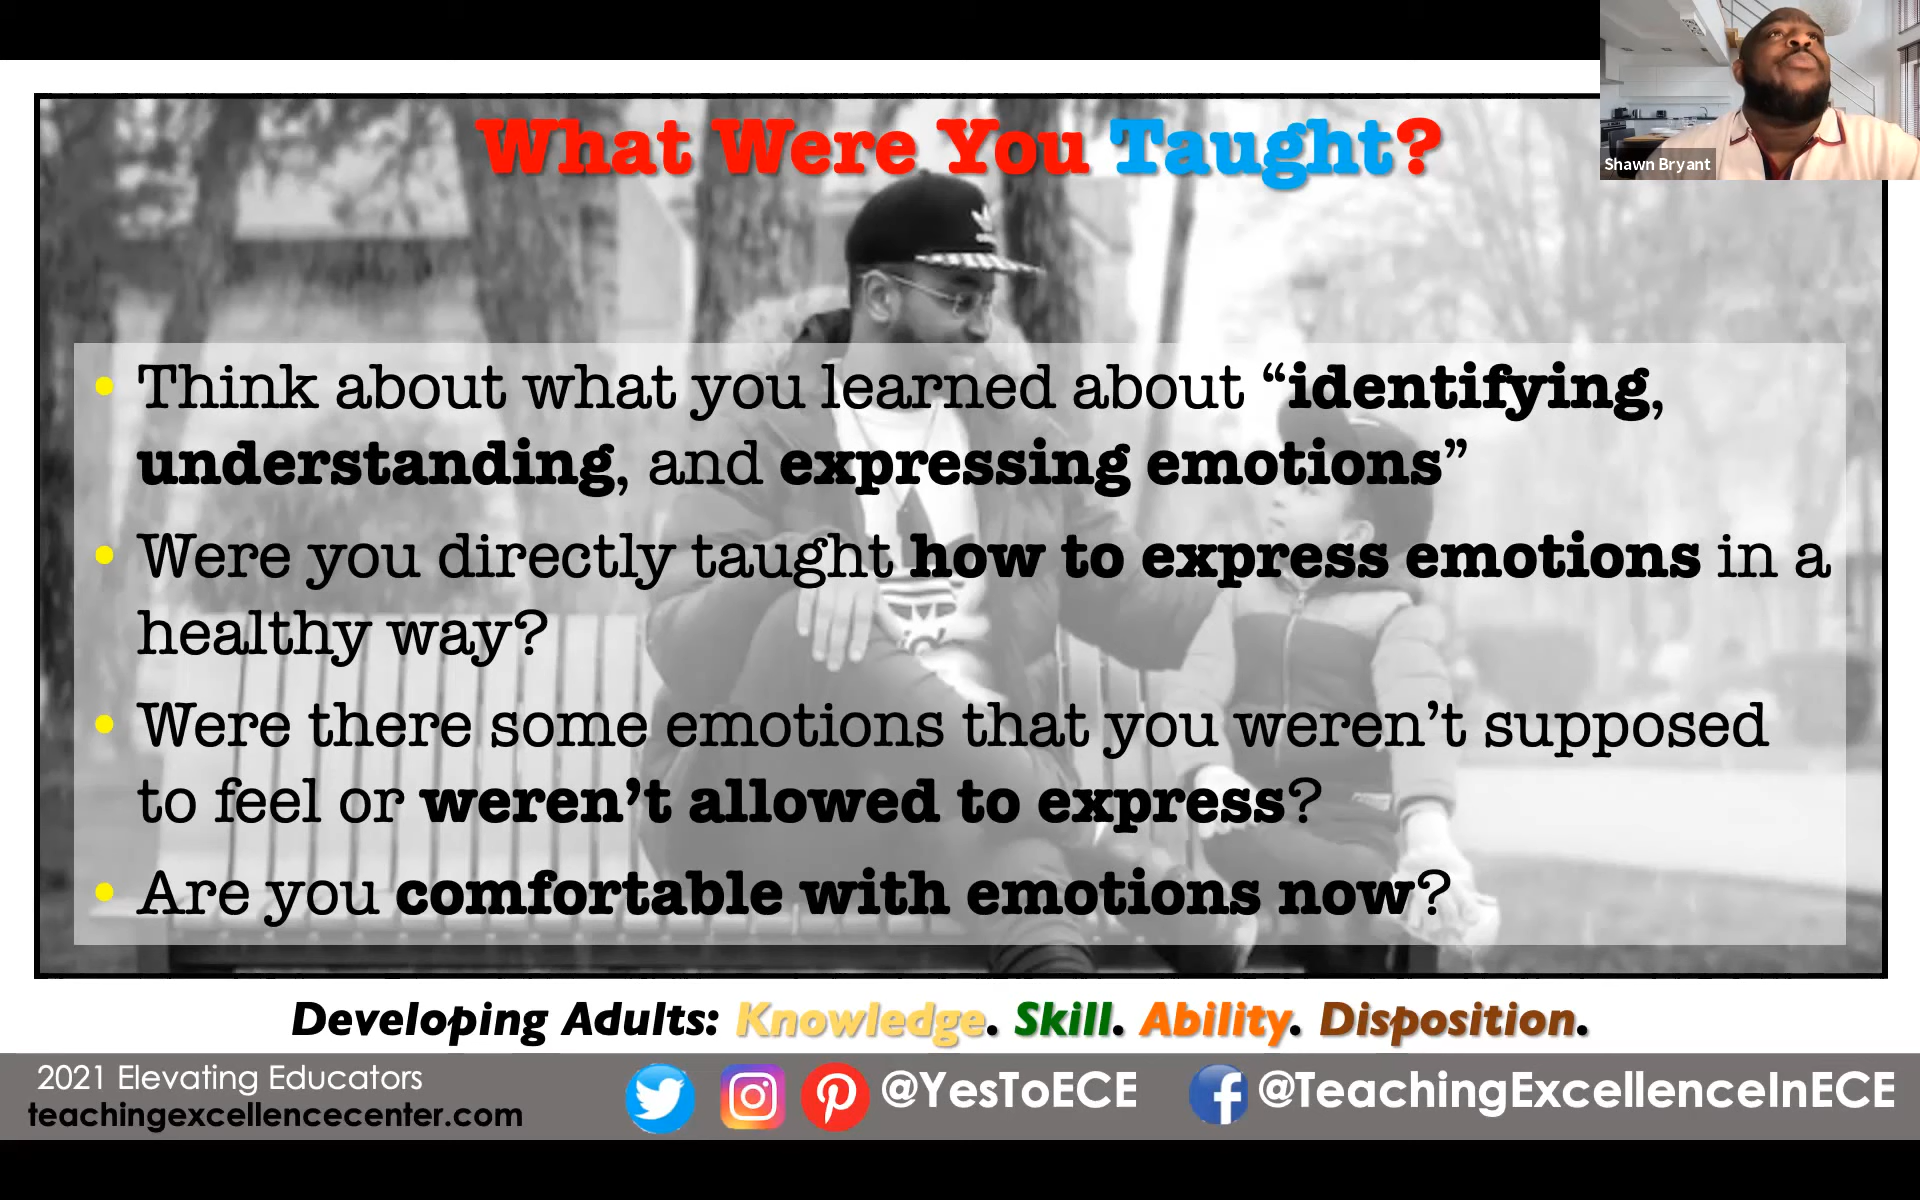 What Were You Taught?
Shawn Bryant
• Think about what you learned about “identifying,
understanding, and expressing emotions”
• Were you directly taught how to express emotions in a
healthy way?
• Were there some emotions that you weren’t supposed
to feel or weren’t allowed to express?
• Are you comfortable with emotions now?
Developing Adults: Knowledge. Skill. Ability. Disposition.
2021 Elevating Educators
teachingexcellencecenter.com
@YesToECE
@TeachingExcellenceInECE